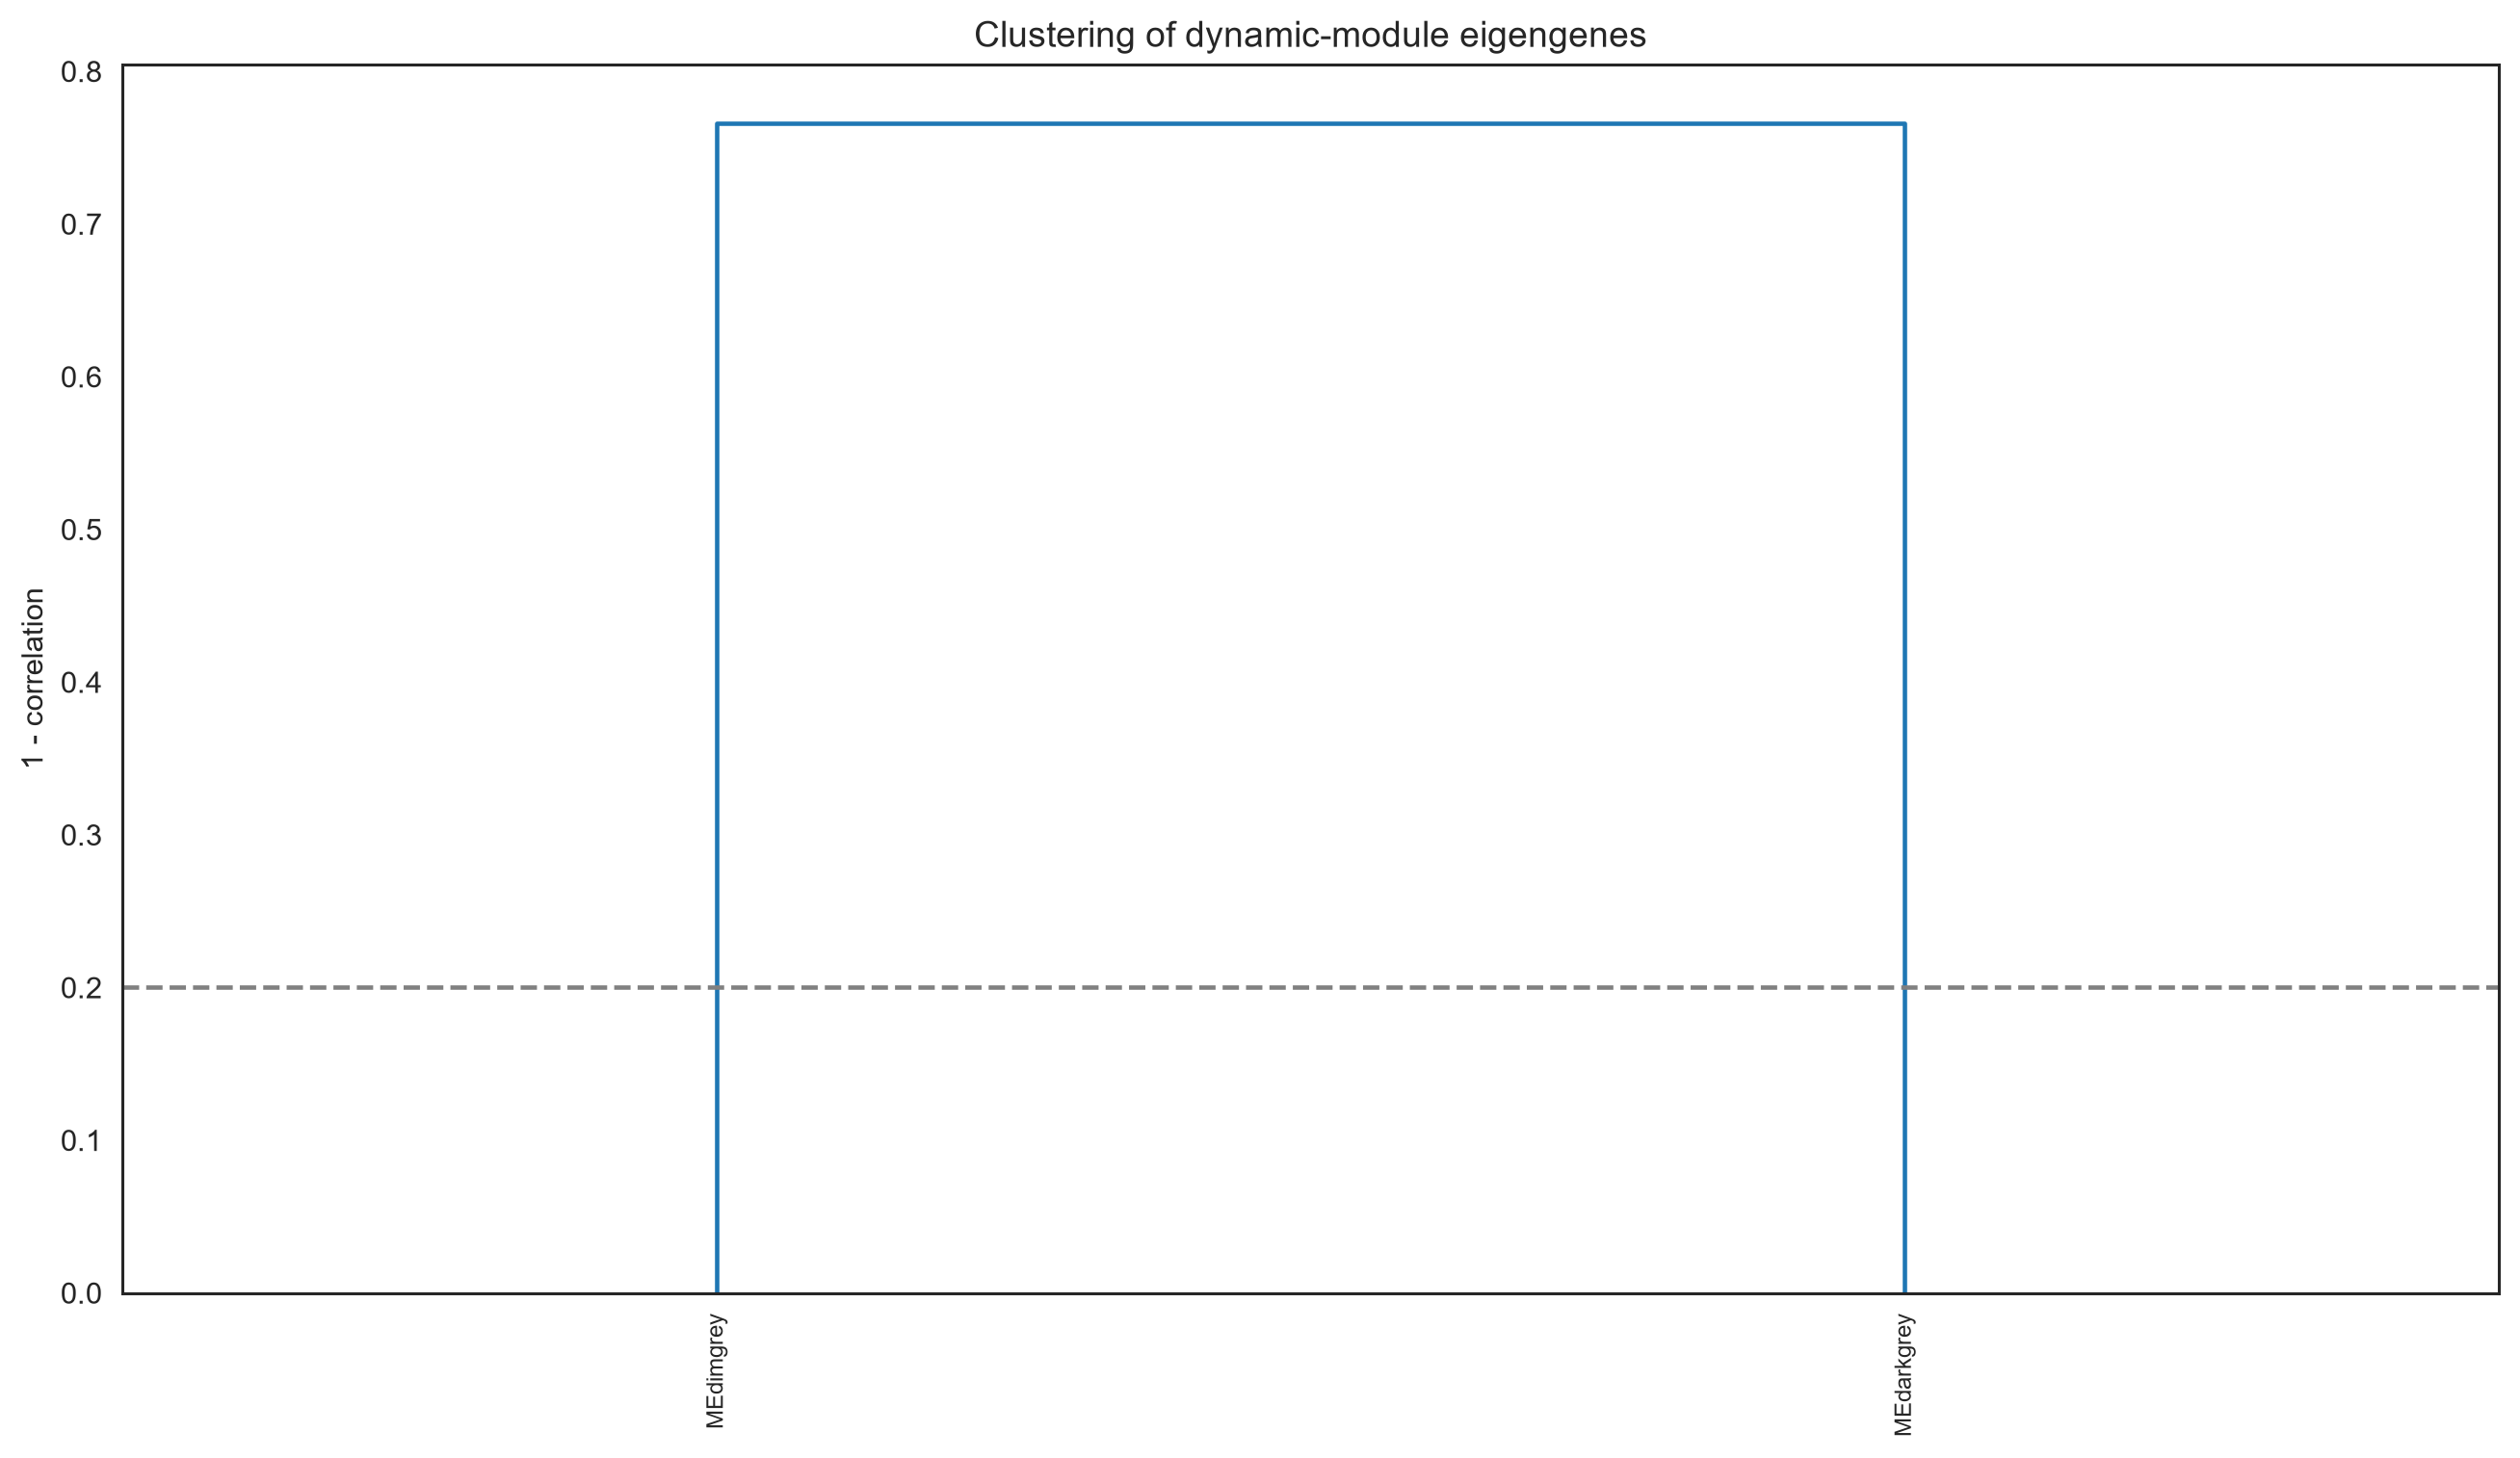 Clustering of dynamic-module eigengenes
0.8
0.7
0.6
0.5
0.4
0.3
0.2
0.1
0.0
1 - correlation
MEdimgrey
MEdarkgrey